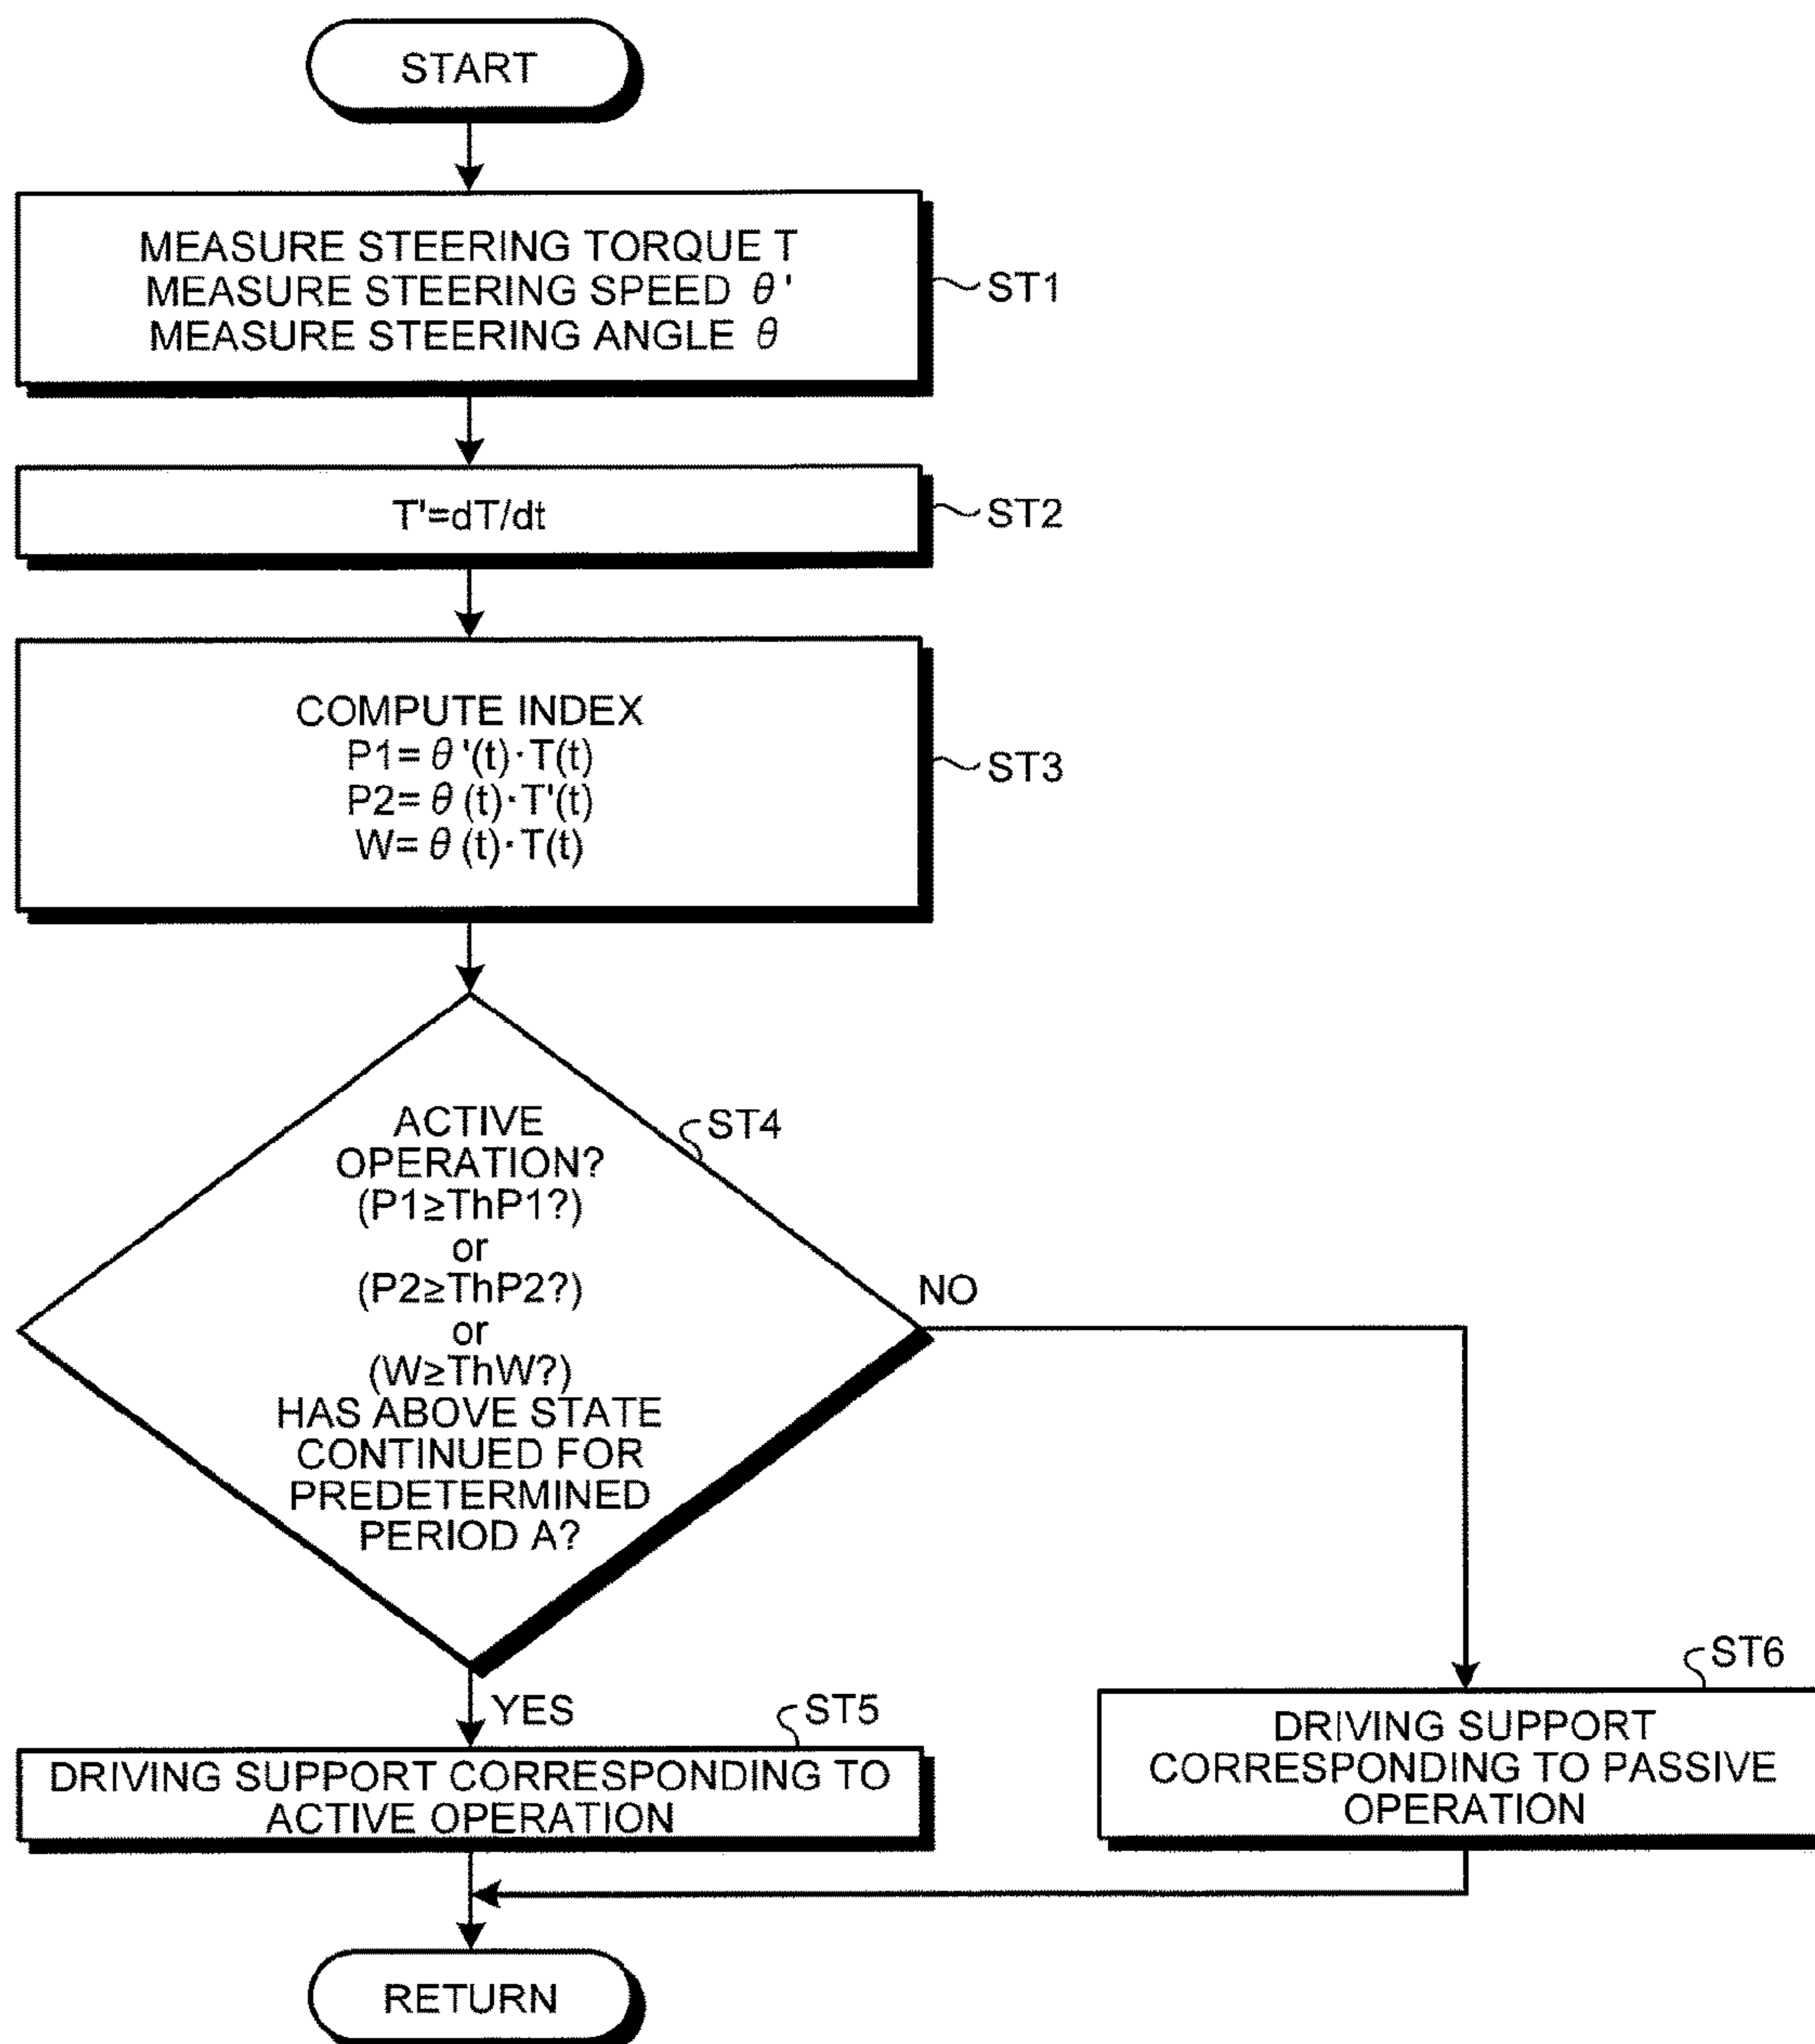 START
MEASURE STEERING TORQUE T
MEASURE STEERING SPEED θ'
MEASURE STEERING ANGLE θ
ST1
T'=dT/dt
ST2
COMPUTE INDEX
P1=θ'(t)·T(t)
P2=θ(t)·T'(t)
W=θ(t)·T(t)
ST3
ACTIVE
OPERATION?
(P1≥ThP1?)
or
(P2≥ThP2?)
or
(W≥ThW?)
HAS ABOVE STATE
CONTINUED FOR
PREDETERMINED
PERIOD A?
ST4
NO
YES
ST5
DRIVING SUPPORT CORRESPONDING TO
ACTIVE OPERATION
ST6
DRIVING SUPPORT
CORRESPONDING TO PASSIVE
OPERATION
RETURN